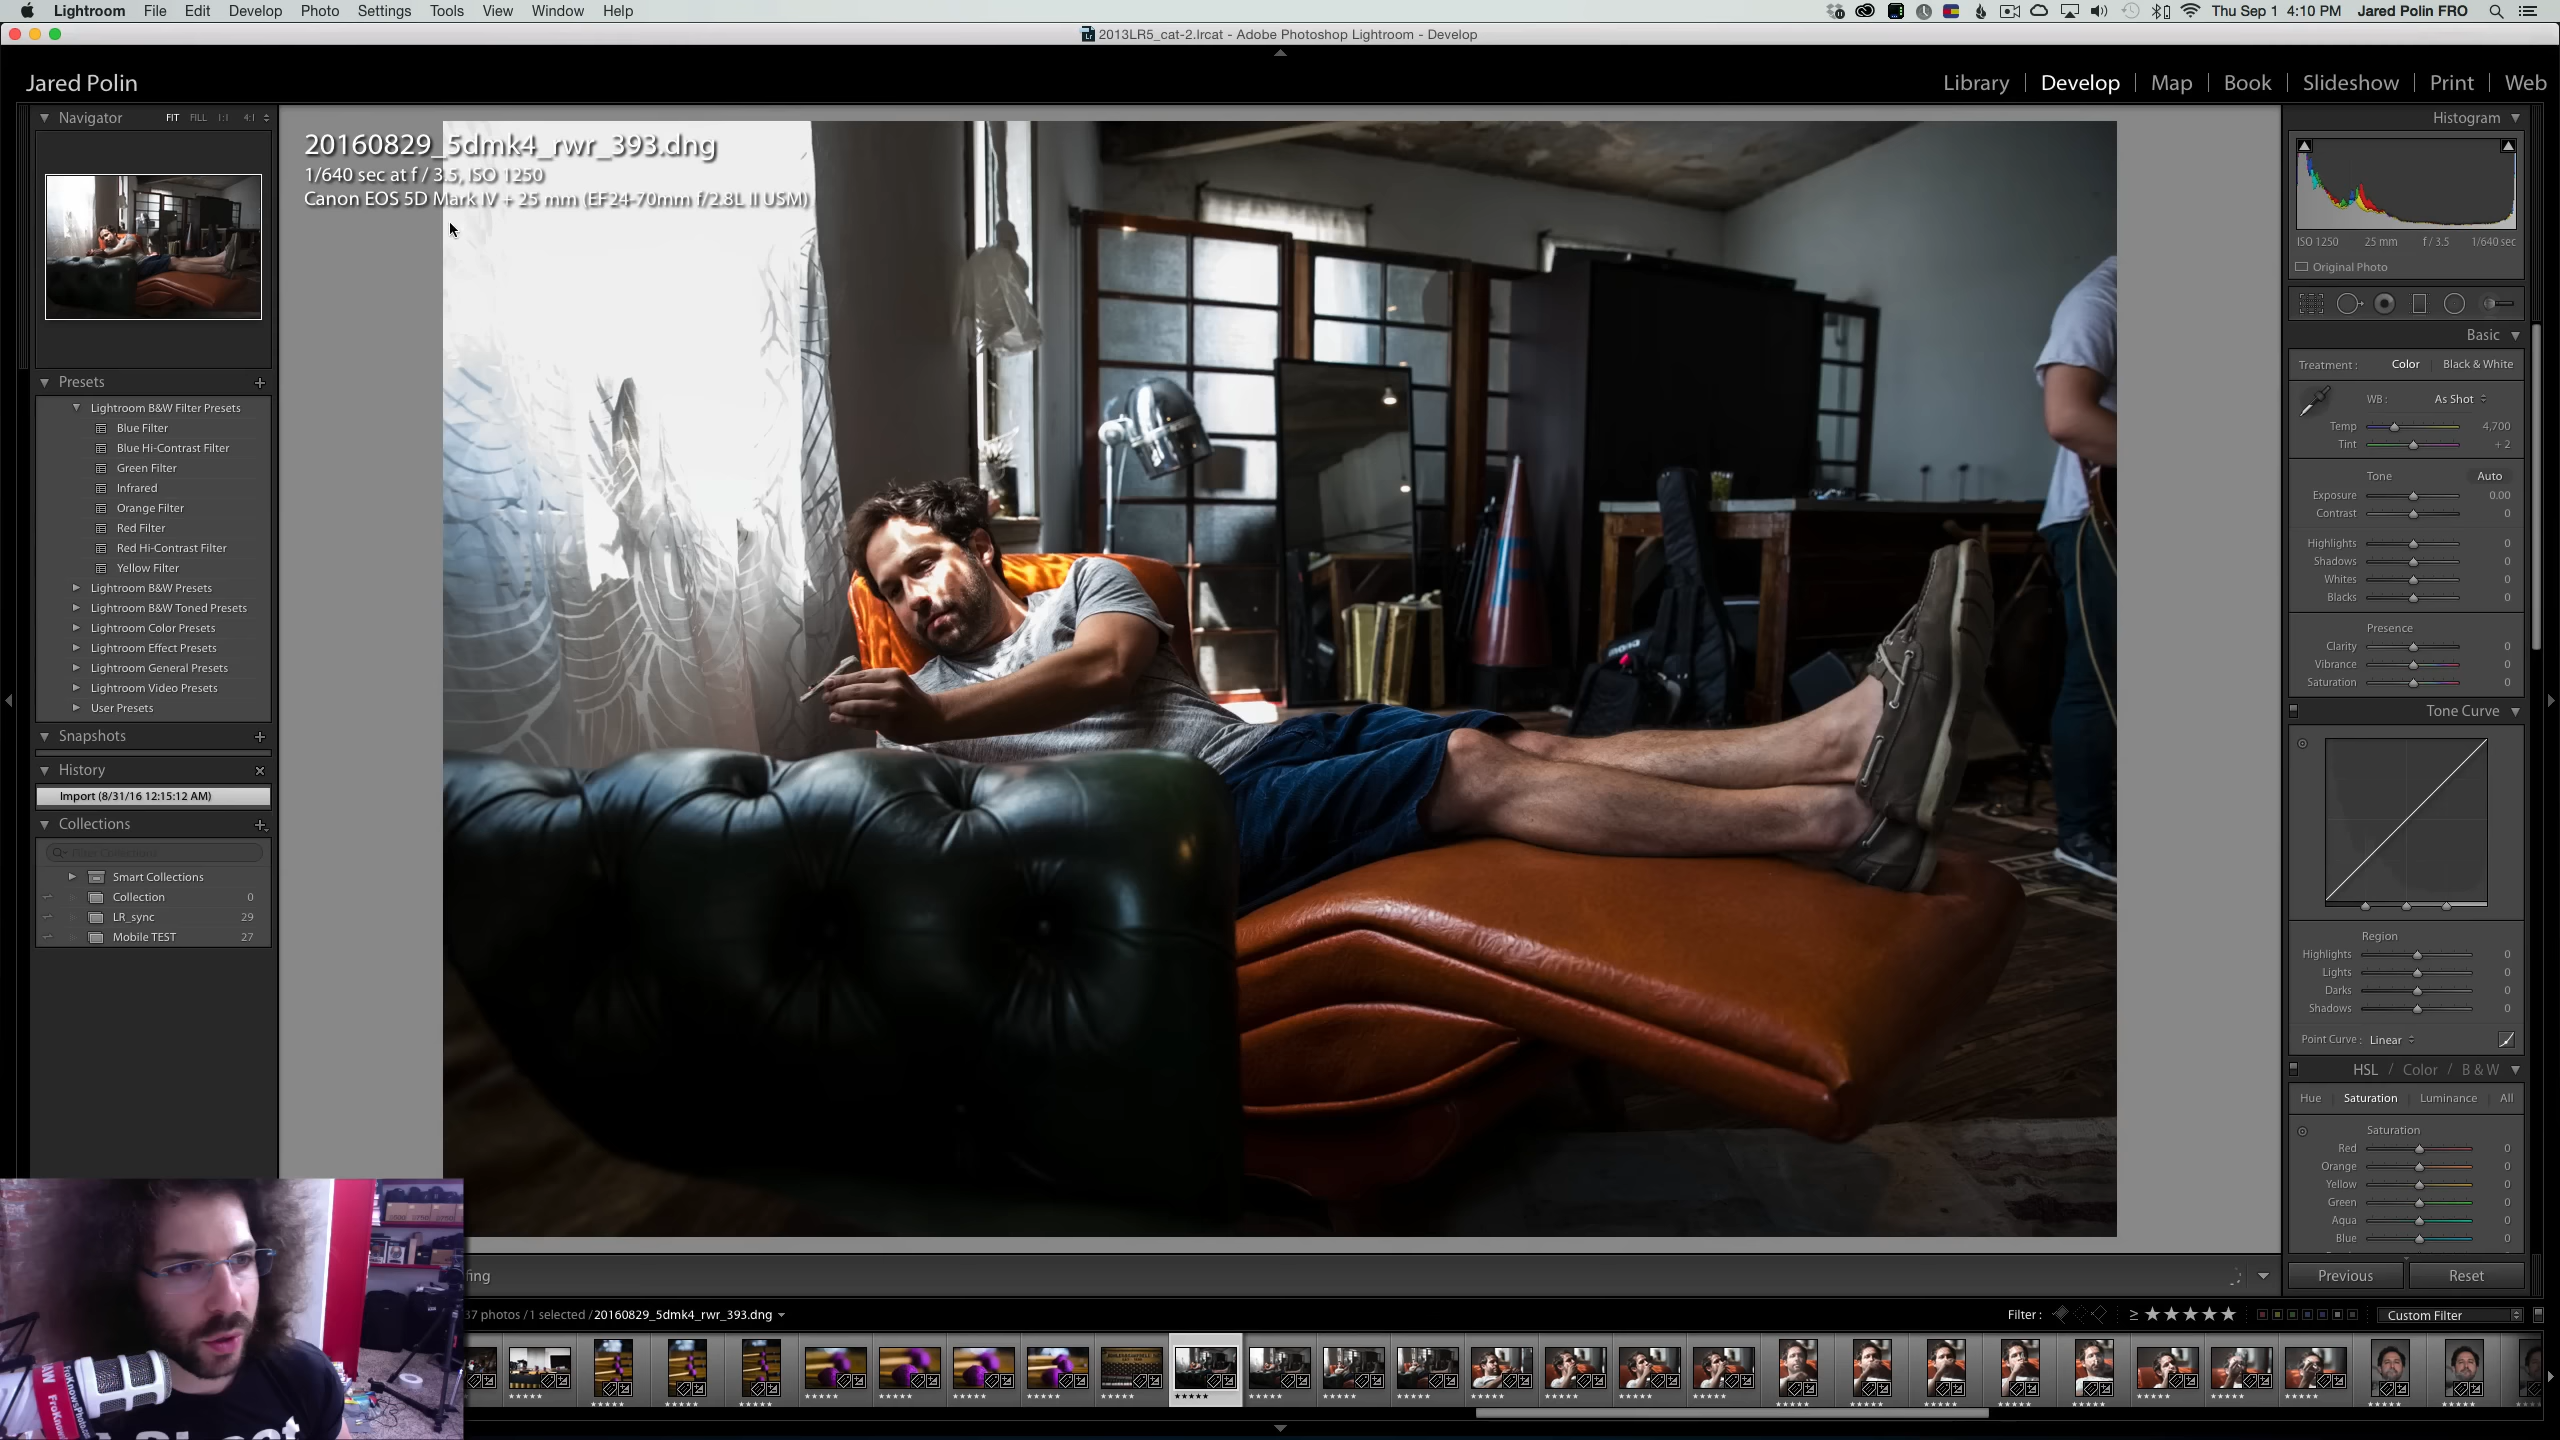 Lightroom File Edit Develop Photo Settings Tools View Window Help
Thu Sep 1 4:10 PM Jared Polin FRO
2013LR5_cat-2.lrcat - Adobe Photoshop Lightroom - Develop
Jared Polin
Library | Develop | Map | Book | Slideshow | Print | Web
Navigator FIT FILL 1:1 4:1
Presets
Lightroom B&W Filter Presets
Blue Filter
Blue Hi-Contrast Filter
Green Filter
Infrared
Orange Filter
Red Filter
Red Hi-Contrast Filter
Yellow Filter
Lightroom B&W Presets
Lightroom B&W Toned Presets
Lightroom Color Presets
Lightroom Effect Presets
Lightroom General Presets
Lightroom Video Presets
User Presets
Snapshots
History
Import (8/31/16 12:15:12 AM)
Collections
Filter Collections
Smart Collections
Collection 0
LR_sync 29
Mobile TEST 27
20160829_5dmk4_rwr_393.dng
1/640 sec at f / 3.5, ISO 1250
Canon EOS 5D Mark IV + 25 mm (EF24-70mm f/2.8L II USM)
Histogram
ISO 1250 25 mm f / 3.5 1/640 sec
Original Photo
Basic
Treatment : Color | Black & White
WB : As Shot
Temp 4,700
Tint + 2
Tone Auto
Exposure 0.00
Contrast 0
Highlights 0
Shadows 0
Whites 0
Blacks 0
Presence
Clarity 0
Vibrance 0
Saturation 0
Tone Curve
Region
Highlights 0
Lights 0
Darks 0
Shadows 0
Point Curve : Linear
HSL / Color / B & W
Hue Saturation Luminance All
Saturation
Red 0
Orange 0
Yellow 0
Green 0
Aqua 0
Blue 0
Previous Reset
fing
37 photos / 1 selected / 20160829_5dmk4_rwr_393.dng
Filter : ≥ ★★★★★ Custom Filter